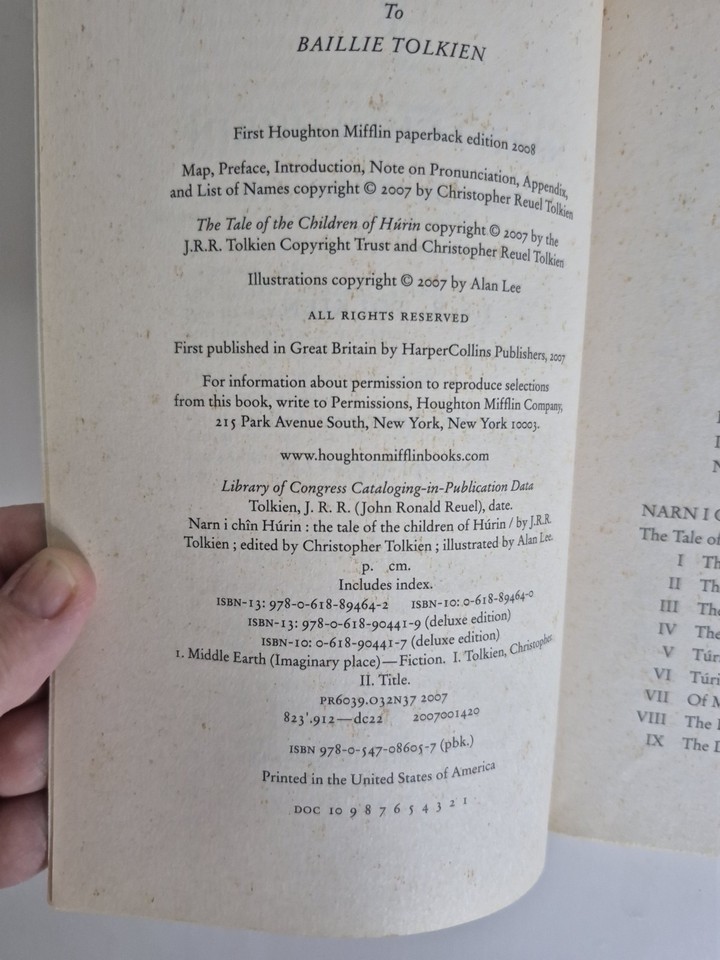 To
BAILLIE TOLKIEN
First Houghton Mifflin paperback edition 2008
Map, Preface, Introduction, Note on Pronunciation, Appendix,
and List of Names copyright © 2007 by Christopher Reuel Tolkien
The Tale of the Children of Húrin copyright © 2007 by the
J.R.R. Tolkien Copyright Trust and Christopher Reuel Tolkien
Illustrations copyright © 2007 by Alan Lee
ALL RIGHTS RESERVED
First published in Great Britain by HarperCollins Publishers, 2007
For information about permission to reproduce selections
from this book, write to Permissions, Houghton Mifflin Company,
215 Park Avenue South, New York, New York 10003.
www.houghtonmifflinbooks.com
Library of Congress Cataloging-in-Publication Data
Tolkien, J. R. R. (John Ronald Reuel), date.
Narn i chîn Húrin : the tale of the children of Húrin / by J.R.R.
Tolkien ; edited by Christopher Tolkien ; illustrated by Alan Lee.
p. cm.
Includes index.
ISBN-13: 978-0-618-89464-2 ISBN-10: 0-618-89464-0
ISBN-13: 978-0-618-90441-9 (deluxe edition)
ISBN-10: 0-618-90441-7 (deluxe edition)
1. Middle Earth (Imaginary place)—Fiction. I. Tolkien, Christopher.
II. Title.
PR6039.O32N37 2007
823'.912—dc22 2007001420
ISBN 978-0-547-08605-7 (pbk.)
Printed in the United States of America
DOC 10 9 8 7 6 5 4 3 2 1
NARN I
The Tale of
I
II
III
IV
V
VI
VII Of
VIII The
IX The